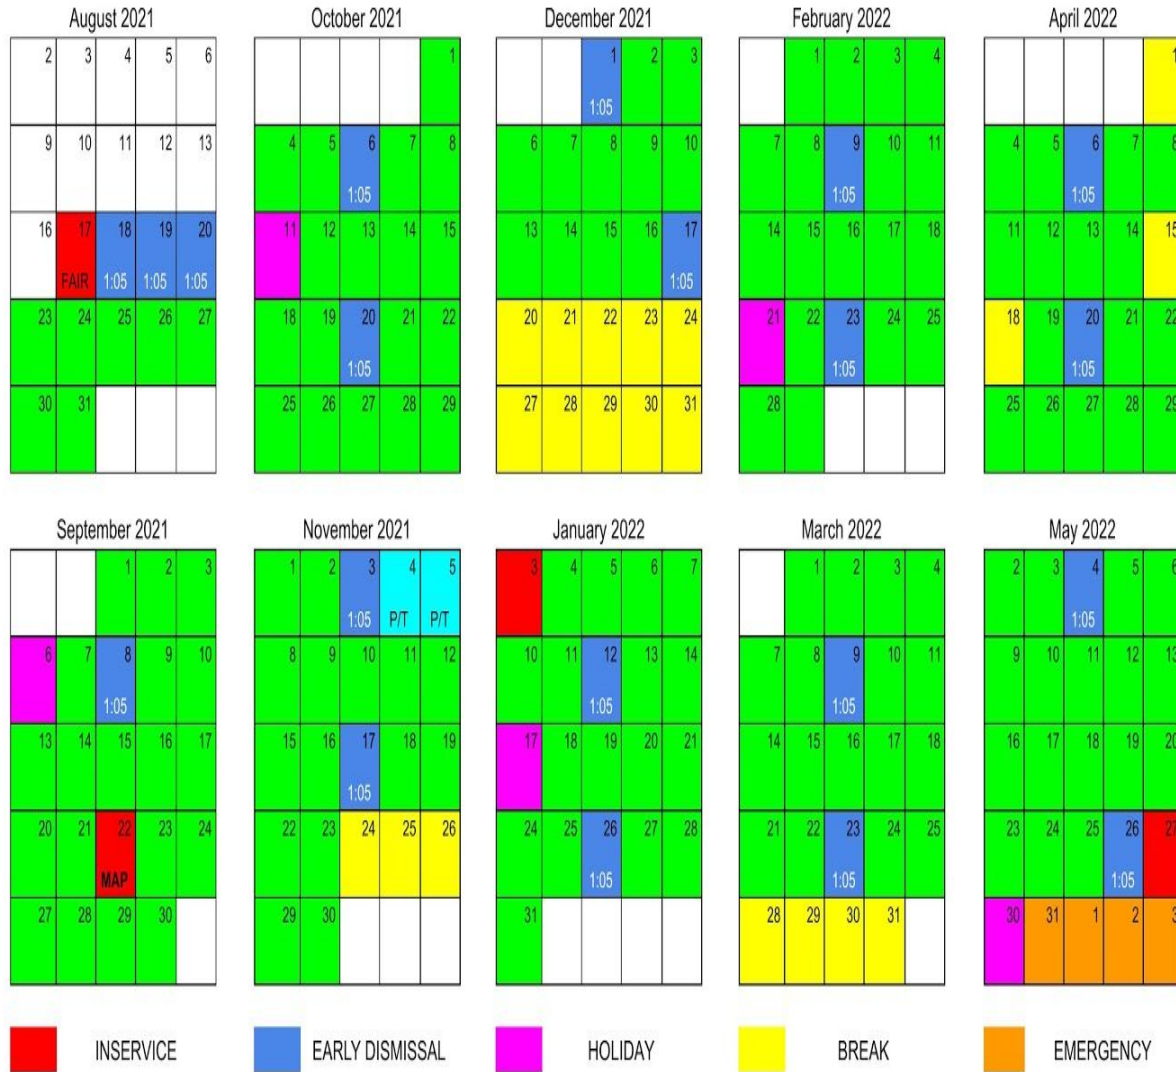 August 2021
2 3 4 5 6
9 10 11 12 13
16 17 18 19 20
FAIR 1:05 1:05 1:05
23 24 25 26 27
30 31
October 2021
1
4 5 6 7 8
1:05
11 12 13 14 15
18 19 20 21 22
1:05
25 26 27 28 29
December 2021
1 2 3
1:05
6 7 8 9 10
13 14 15 16 17
1:05
20 21 22 23 24
27 28 29 30 31
February 2022
1 2 3 4
7 8 9 10 11
1:05
14 15 16 17 18
21 22 23 24 25
1:05
28
April 2022
1
4 5 6 7 8
1:05
11 12 13 14 15
18 19 20 21 22
1:05
25 26 27 28 29
September 2021
1 2 3
6 7 8 9 10
1:05
13 14 15 16 17
20 21 22 23 24
MAP
27 28 29 30
November 2021
1 2 3 4 5
1:05 P/T P/T
8 9 10 11 12
15 16 17 18 19
1:05
22 23 24 25 26
29 30
January 2022
3 4 5 6 7
10 11 12 13 14
1:05
17 18 19 20 21
24 25 26 27 28
1:05
31
March 2022
1 2 3 4
7 8 9 10 11
1:05
14 15 16 17 18
21 22 23 24 25
1:05
28 29 30 31
May 2022
2 3 4 5 6
1:05
9 10 11 12 13
16 17 18 19 20
23 24 25 26 27
1:05
30 31 1 2 3
INSERVICE
EARLY DISMISSAL
HOLIDAY
BREAK
EMERGENCY